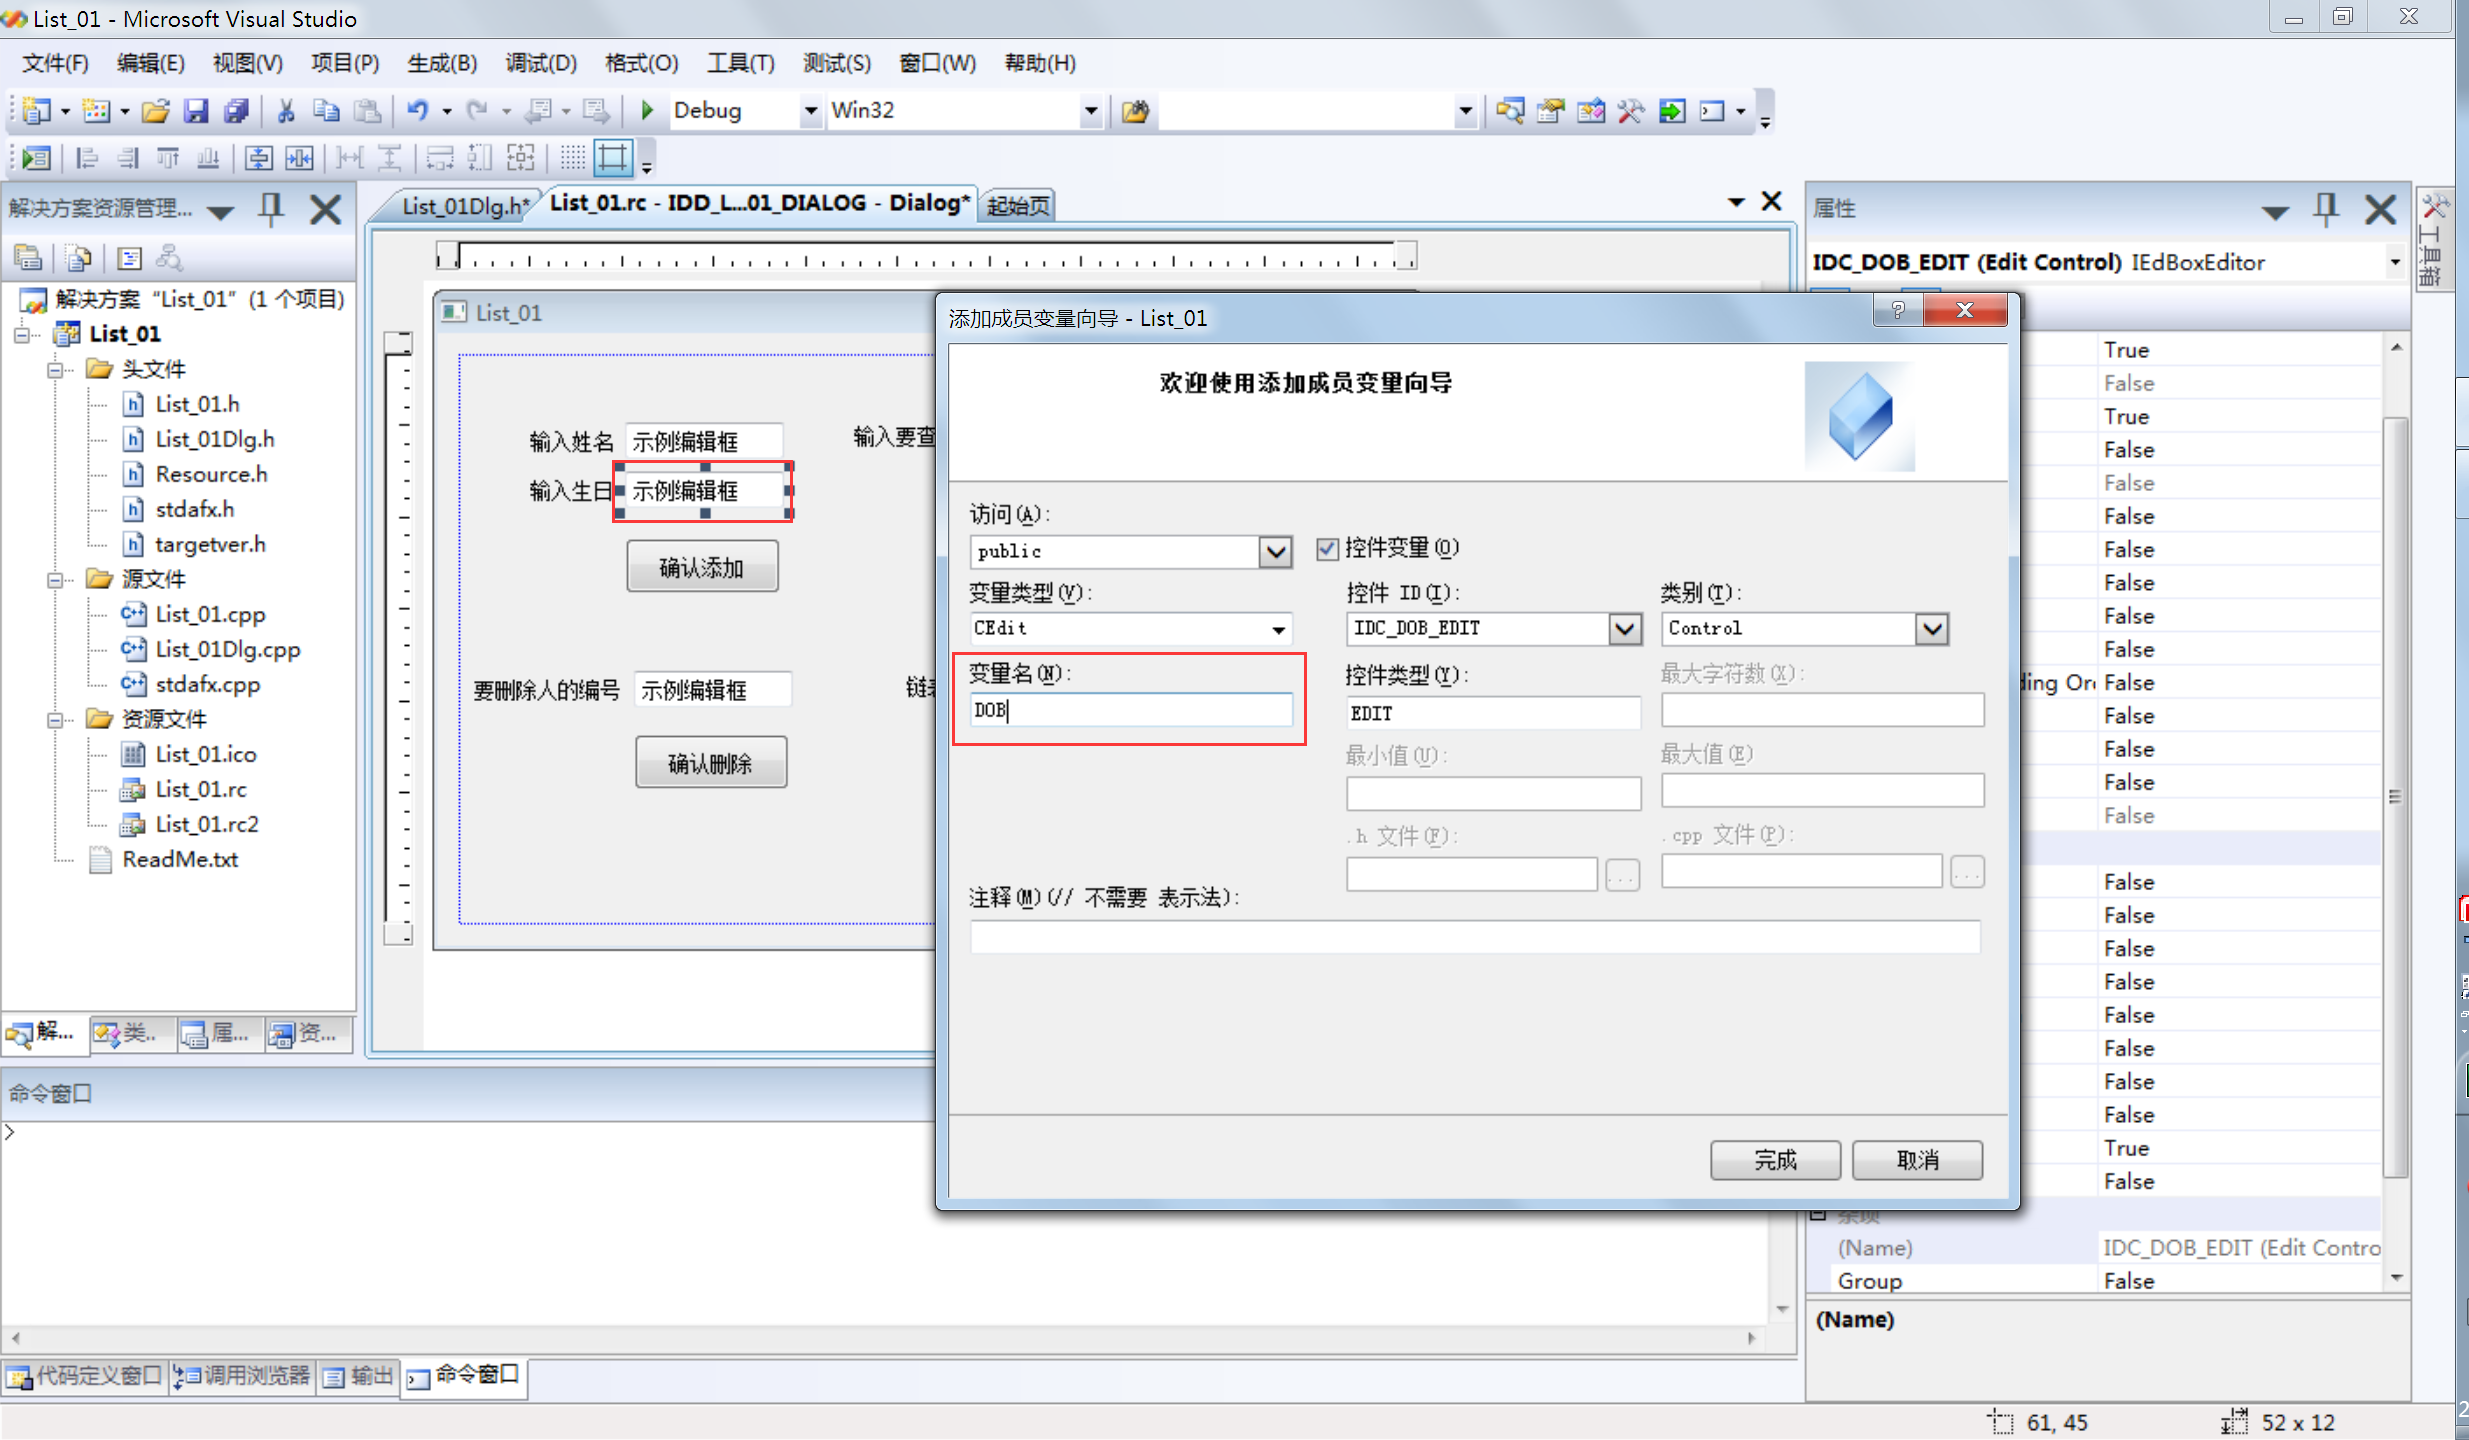 List_01 - Microsoft Visual Studio
文件(F) 编辑(E) 视图(V) 项目(P) 生成(B) 调试(D) 格式(O) 工具(T) 测试(S) 窗口(W) 帮助(H)
Debug Win32
解决方案资源管理...
解决方案 “List_01” (1 个项目)
List_01
头文件
List_01.h
List_01Dlg.h
Resource.h
stdafx.h
targetver.h
源文件
List_01.cpp
List_01Dlg.cpp
stdafx.cpp
资源文件
List_01.ico
List_01.rc
List_01.rc2
ReadMe.txt
解... 类.. 属... 资...
List_01Dlg.h* List_01.rc - IDD_L...01_DIALOG - Dialog* 起始页
List_01
输入姓名 示例编辑框 输入要查
输入生日 示例编辑框
确认添加
要删除人的编号 示例编辑框
确认删除
添加成员变量向导 - List_01
欢迎使用添加成员变量向导
访问(A):
public
控件变量(O)
变量类型(V): 控件 ID(I): 类别(T):
CEdit IDC_DOB_EDIT Control
变量名(N): 控件类型(Y): 最大字符数(X):
DOB EDIT
最小值(U): 最大值(E)
.h 文件(F): .cpp 文件(P):
... ...
注释(M)(// 不需要 表示法):
完成 取消
属性
IDC_DOB_EDIT (Edit Control) IEdBoxEditor
True
False
True
False
False
False
False
False
False
False
ding Or False
False
False
False
False
False
False
False
False
False
False
False
False
True
False
杂项
(Name) IDC_DOB_EDIT (Edit Contro
Group False
(Name)
工具箱
命令窗口
>
代码定义窗口 调用浏览器 输出 命令窗口
61, 45 52 x 12